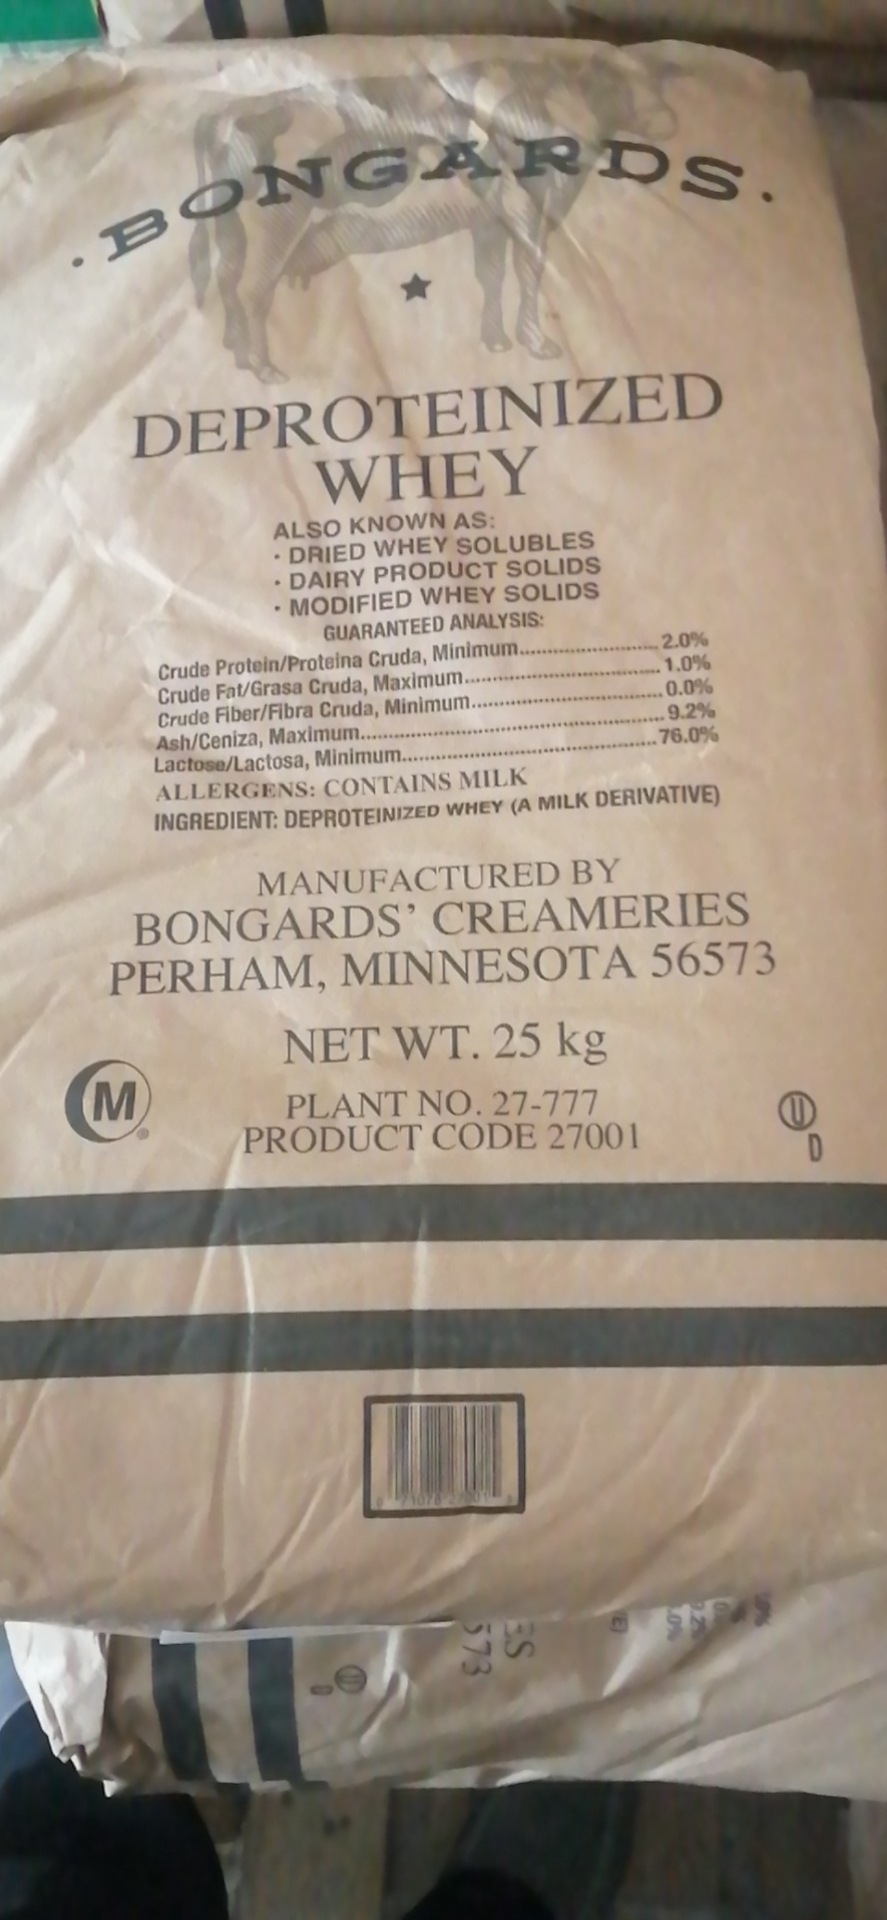 · BONGARDS ·
DEPROTEINIZED
WHEY
ALSO KNOWN AS:
· DRIED WHEY SOLUBLES
· DAIRY PRODUCT SOLIDS
· MODIFIED WHEY SOLIDS
GUARANTEED ANALYSIS:
Crude Protein/Proteina Cruda, Minimum..........................2.0%
Crude Fat/Grasa Cruda, Maximum....................................1.0%
Crude Fiber/Fibra Cruda, Minimum...................................0.0%
Ash/Ceniza, Maximum......................................................9.2%
Lactose/Lactosa, Minimum..............................................76.0%
ALLERGENS: CONTAINS MILK
INGREDIENT: DEPROTEINIZED WHEY (A MILK DERIVATIVE)
MANUFACTURED BY
BONGARDS' CREAMERIES
PERHAM, MINNESOTA 56573
NET WT. 25 kg
M
®
PLANT NO. 27-777
PRODUCT CODE 27001
U
D
ES
573
U
D